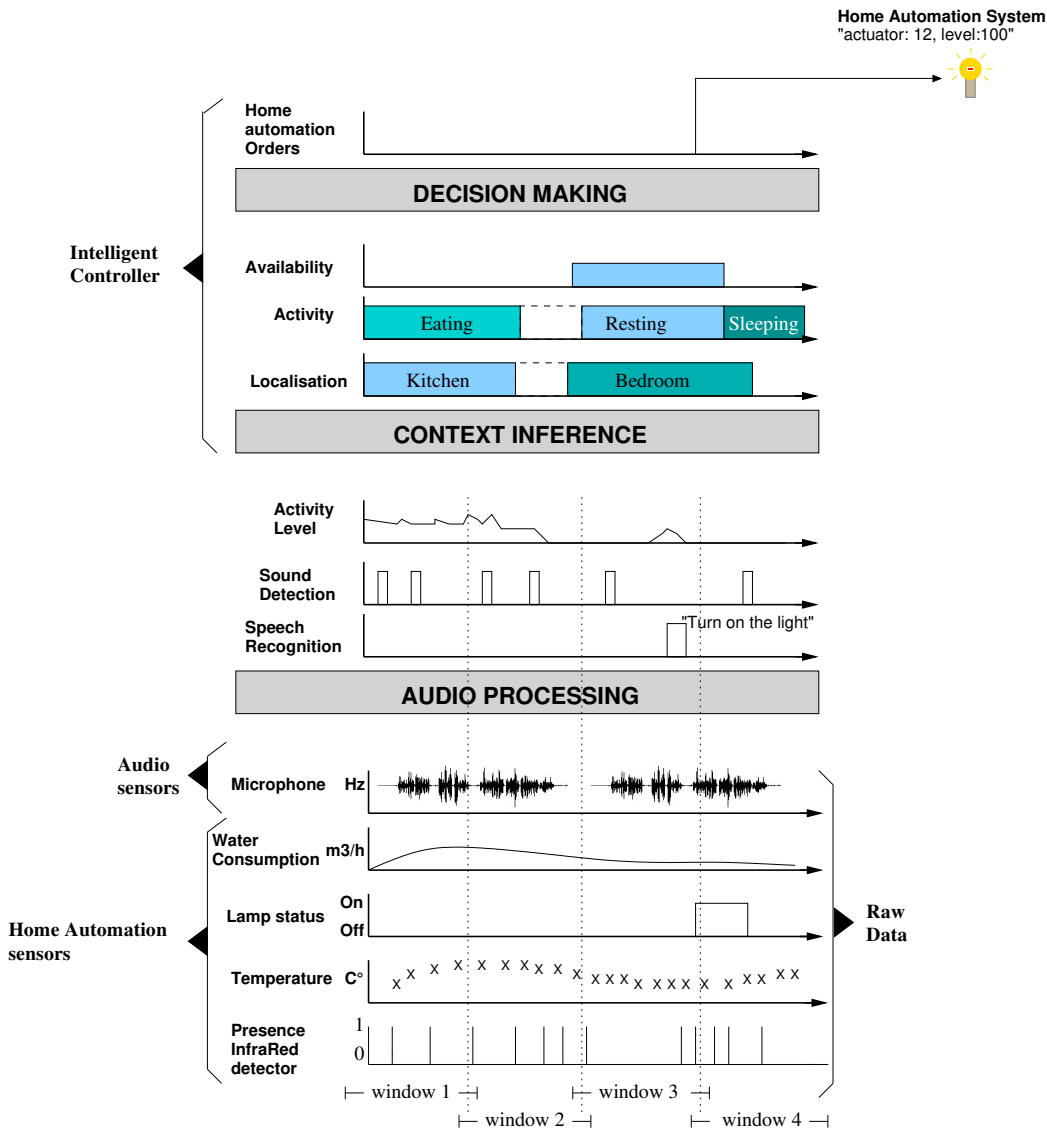 Home Automation System
"actuator: 12, level:100"
Home
automation
Orders
DECISION MAKING
Intelligent
Controller
Availability
Activity
Eating
Resting
Sleeping
Localisation
Kitchen
Bedroom
CONTEXT INFERENCE
Activity
Level
Sound
Detection
Speech
Recognition
"Turn on the light"
AUDIO PROCESSING
Audio
sensors
Microphone
Hz
Water
Consumption
m3/h
Lamp status
On
Off
Home Automation
sensors
Raw
Data
Temperature
C°
x x x x x x x x x x x x x x x x x x x x x x x
Presence
InfraRed
detector
1
0
window 1
window 3
window 2
window 4